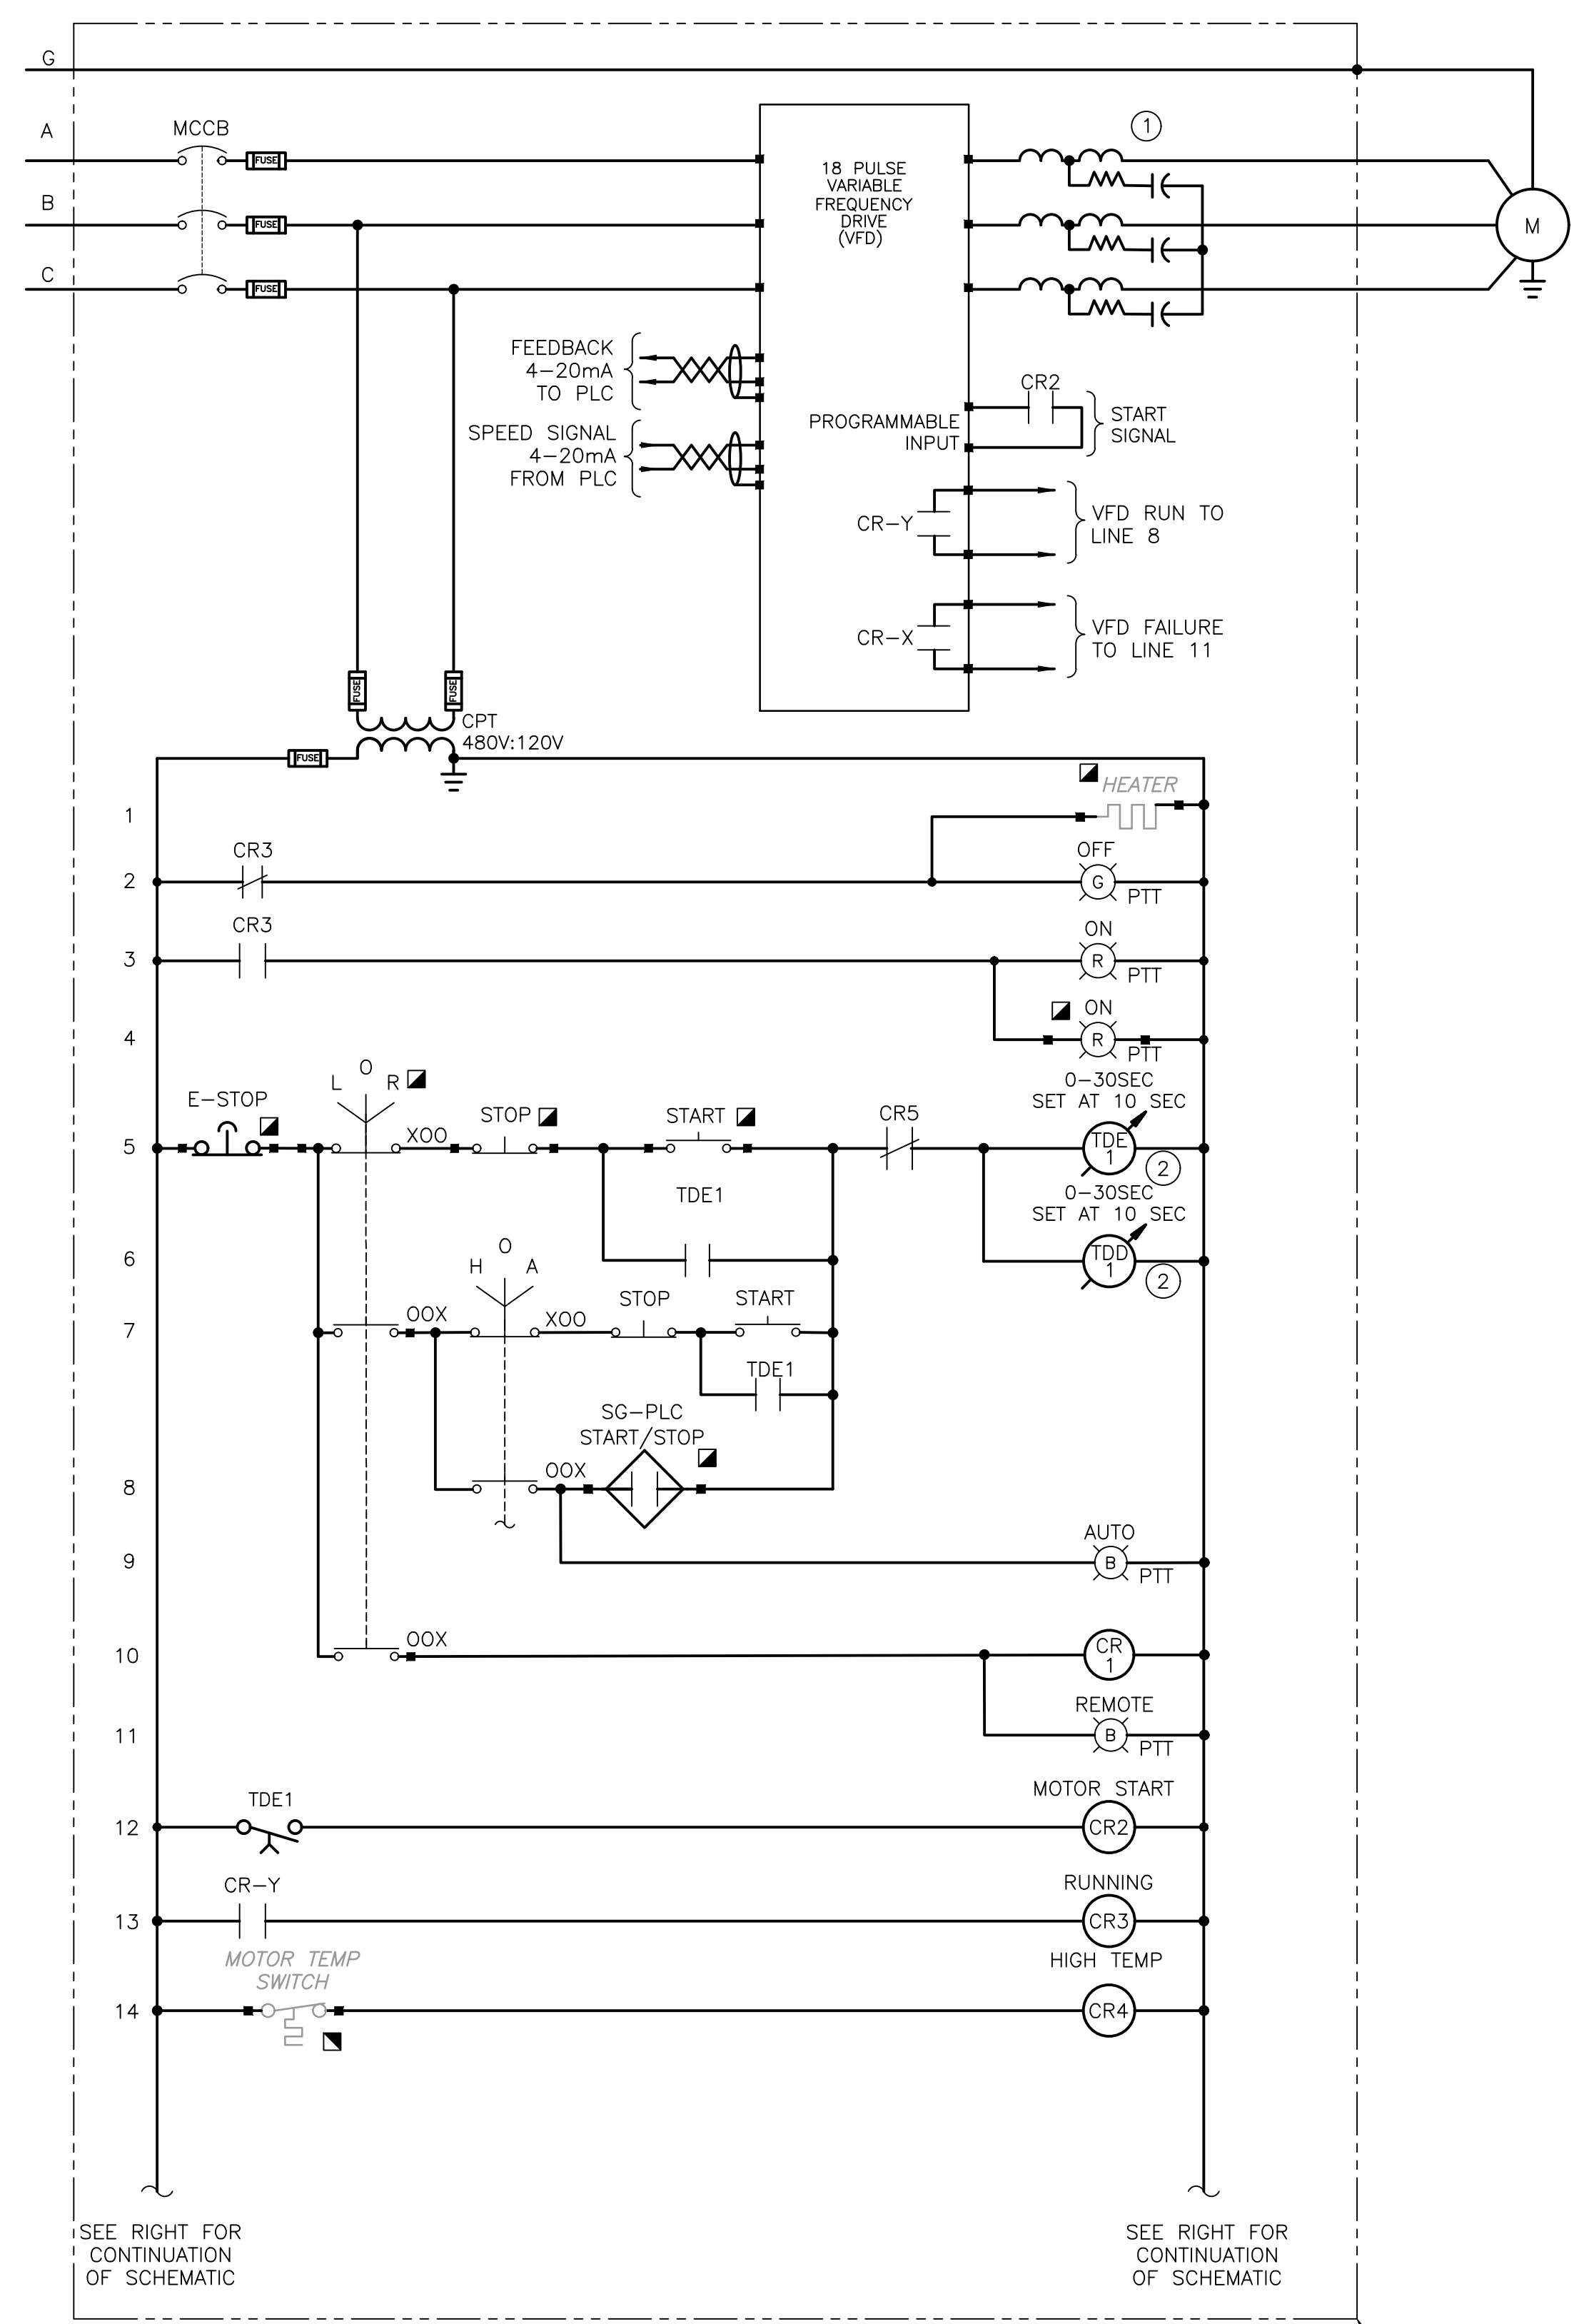 G
A
MCCB
FUSE
B
FUSE
C
FUSE
18 PULSE
VARIABLE
FREQUENCY
DRIVE
(VFD)
1
M
FEEDBACK
4-20mA
TO PLC
SPEED SIGNAL
4-20mA
FROM PLC
PROGRAMMABLE
INPUT
CR2
START
SIGNAL
CR-Y
VFD RUN TO
LINE 8
CR-X
VFD FAILURE
TO LINE 11
FUSE
FUSE
CPT
480V:120V
FUSE
1
HEATER
2
CR3
OFF
G
PTT
3
CR3
ON
R
PTT
4
ON
R
PTT
5
E-STOP
L
O
R
XOO
STOP
START
CR5
0-30SEC
SET AT 10 SEC
TDE
1
2
6
TDE1
0-30SEC
SET AT 10 SEC
TDD
1
2
7
OOX
H
O
A
XOO
STOP
START
TDE1
8
OOX
SG-PLC
START/STOP
9
AUTO
B
PTT
10
OOX
CR
1
11
REMOTE
B
PTT
12
TDE1
MOTOR START
CR2
13
CR-Y
RUNNING
CR3
14
MOTOR TEMP
SWITCH
HIGH TEMP
CR4
SEE RIGHT FOR
CONTINUATION
OF SCHEMATIC
SEE RIGHT FOR
CONTINUATION
OF SCHEMATIC